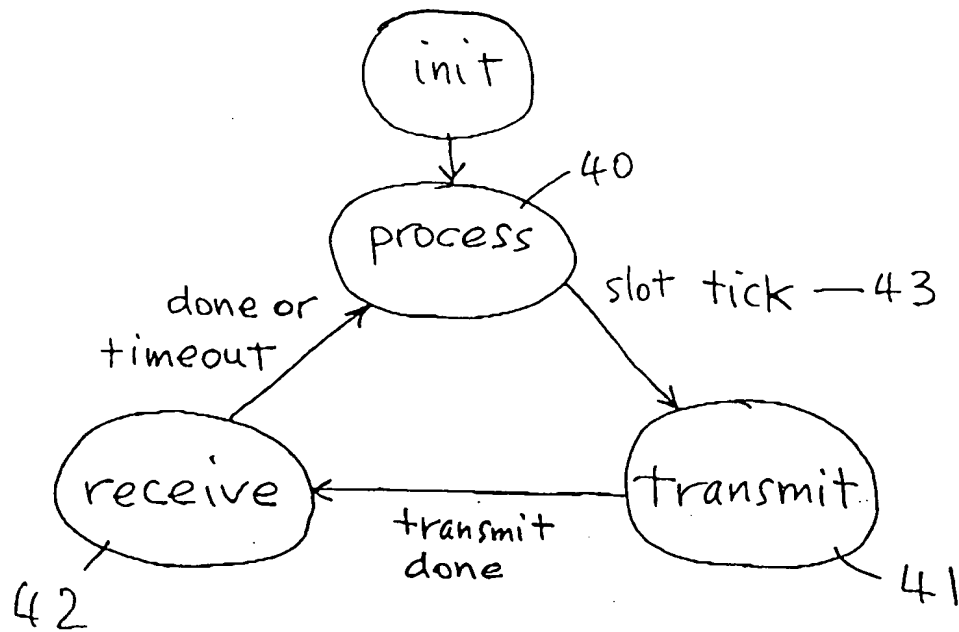 init
40
process
slot tick — 43
done or
timeout
receive
transmit
transmit
done
42
41